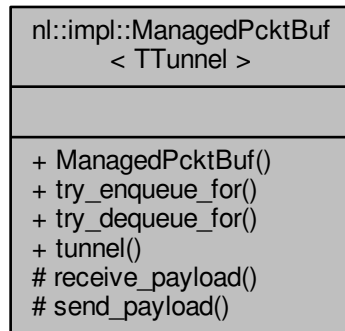 nl::impl::ManagedPcktBuf
< TTunnel >
+ ManagedPcktBuf()
+ try_enqueue_for()
+ try_dequeue_for()
+ tunnel()
# receive_payload()
# send_payload()